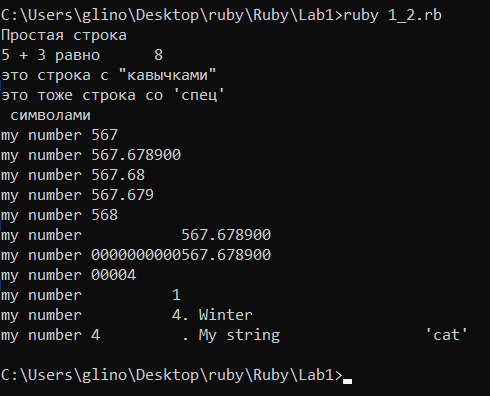 C:\Users\glino\Desktop\ruby\Ruby\Lab1>ruby 1_2.rb
Простая строка
5 + 3 равно      8
это строка с "кавычками"
это тоже строка со 'спец'
 символами
my number 567
my number 567.678900
my number 567.68
my number 567.679
my number 568
my number           567.678900
my number 0000000000567.678900
my number 00004
my number          1
my number          4. Winter
my number 4         . My string                'cat'
C:\Users\glino\Desktop\ruby\Ruby\Lab1>